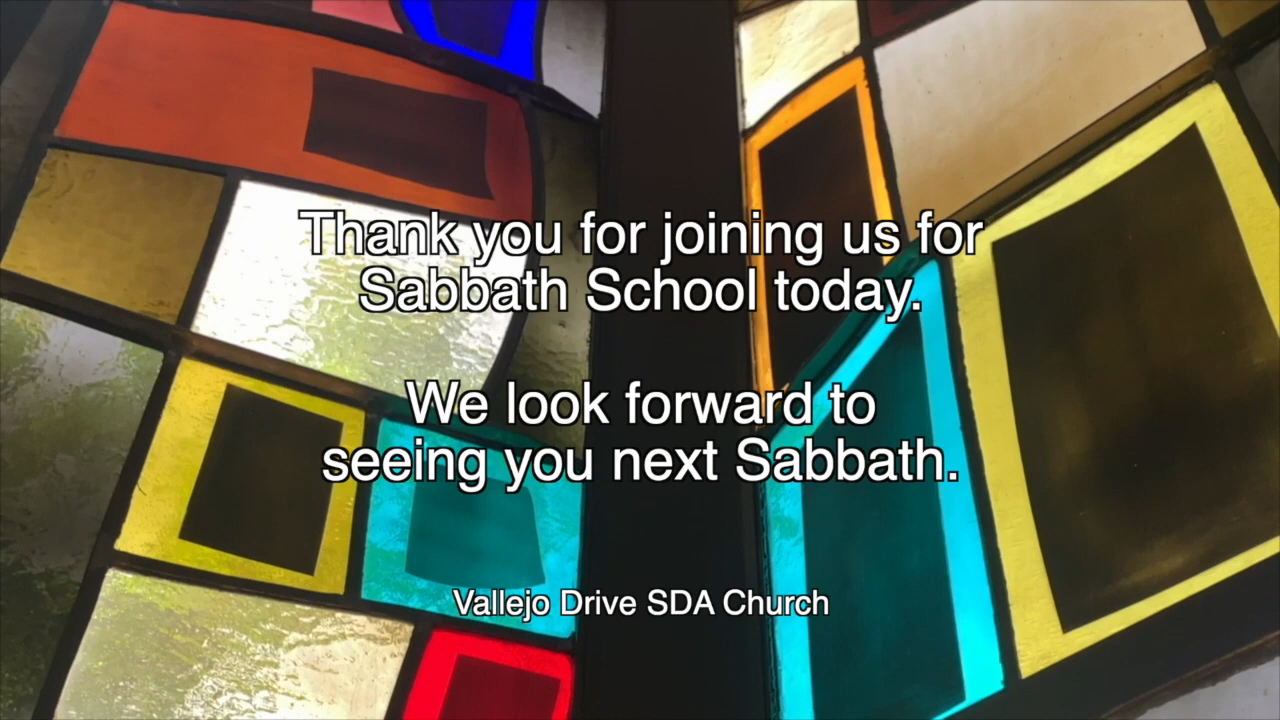 Thank you for joining us for
Sabbath School today.
We look forward to
seeing you next Sabbath.
Vallejo Drive SDA Church